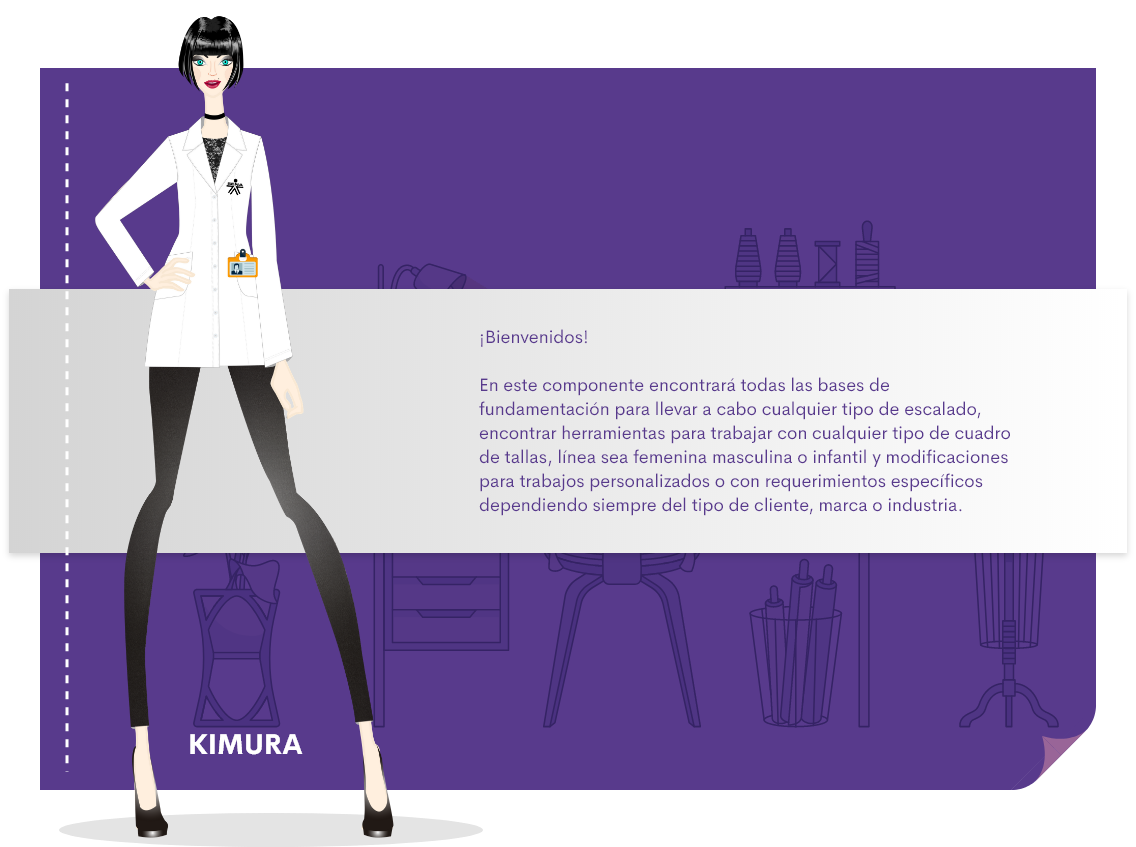 ¡Bienvenidos!
En este componente encontrará todas las bases de
fundamentación para llevar a cabo cualquier tipo de escalado,
encontrar herramientas para trabajar con cualquier tipo de cuadro
de tallas, línea sea femenina masculina o infantil y modificaciones
para trabajos personalizados o con requerimientos específicos
dependiendo siempre del tipo de cliente, marca o industria.
KIMURA